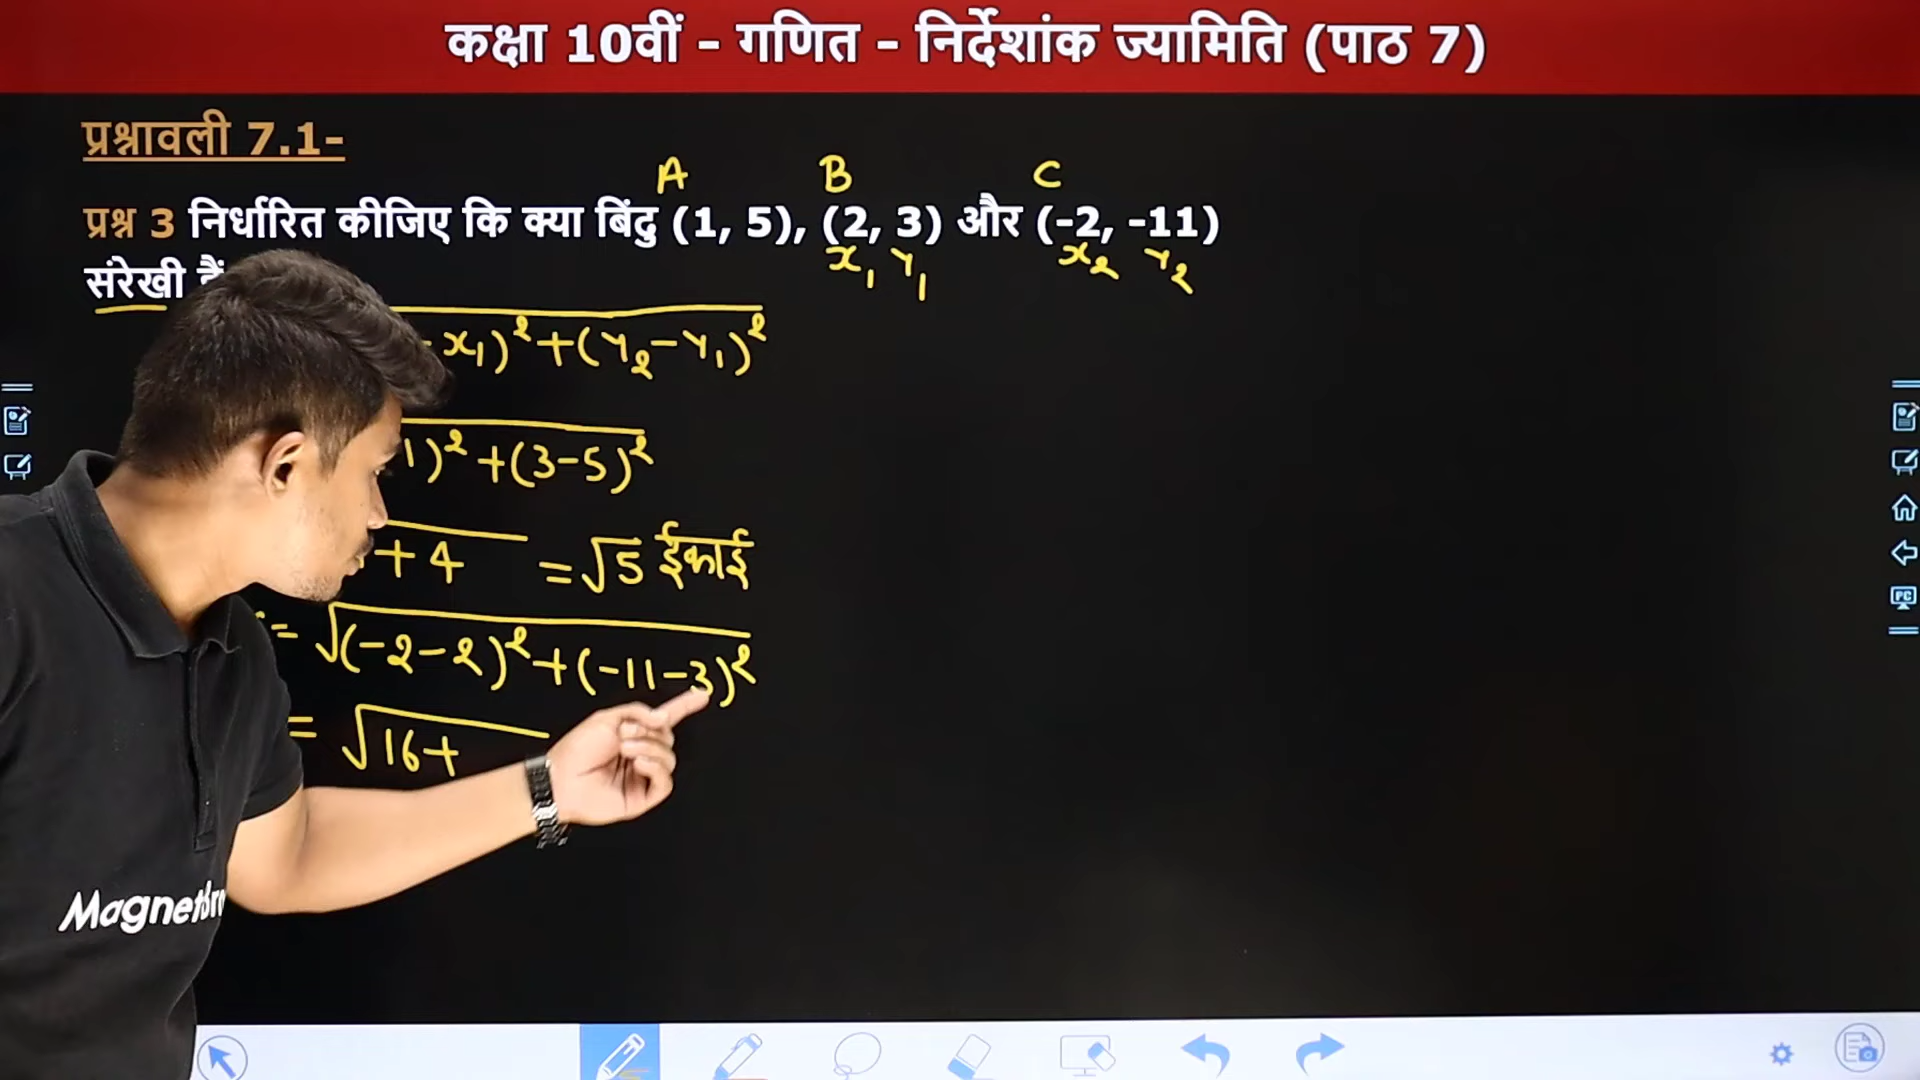 कक्षा 10वीं - गणित - निर्देशांक ज्यामिति (पाठ 7)
प्रश्नावली 7.1-
A B C
प्रश्न 3 निर्धारित कीजिए कि क्या बिंदु (1, 5), (2, 3) और (-2, -11)
x₁ Y₁ x₂ Y₂
संरेखी हैं
- x₁)² + (Y₂ - Y₁)²
1)² + (3 - 5)²
+ 4 = √5 ईकाई
= √(-2 - 2)² + (-11 - 3)²
= √16 +
Magnet Br
PC